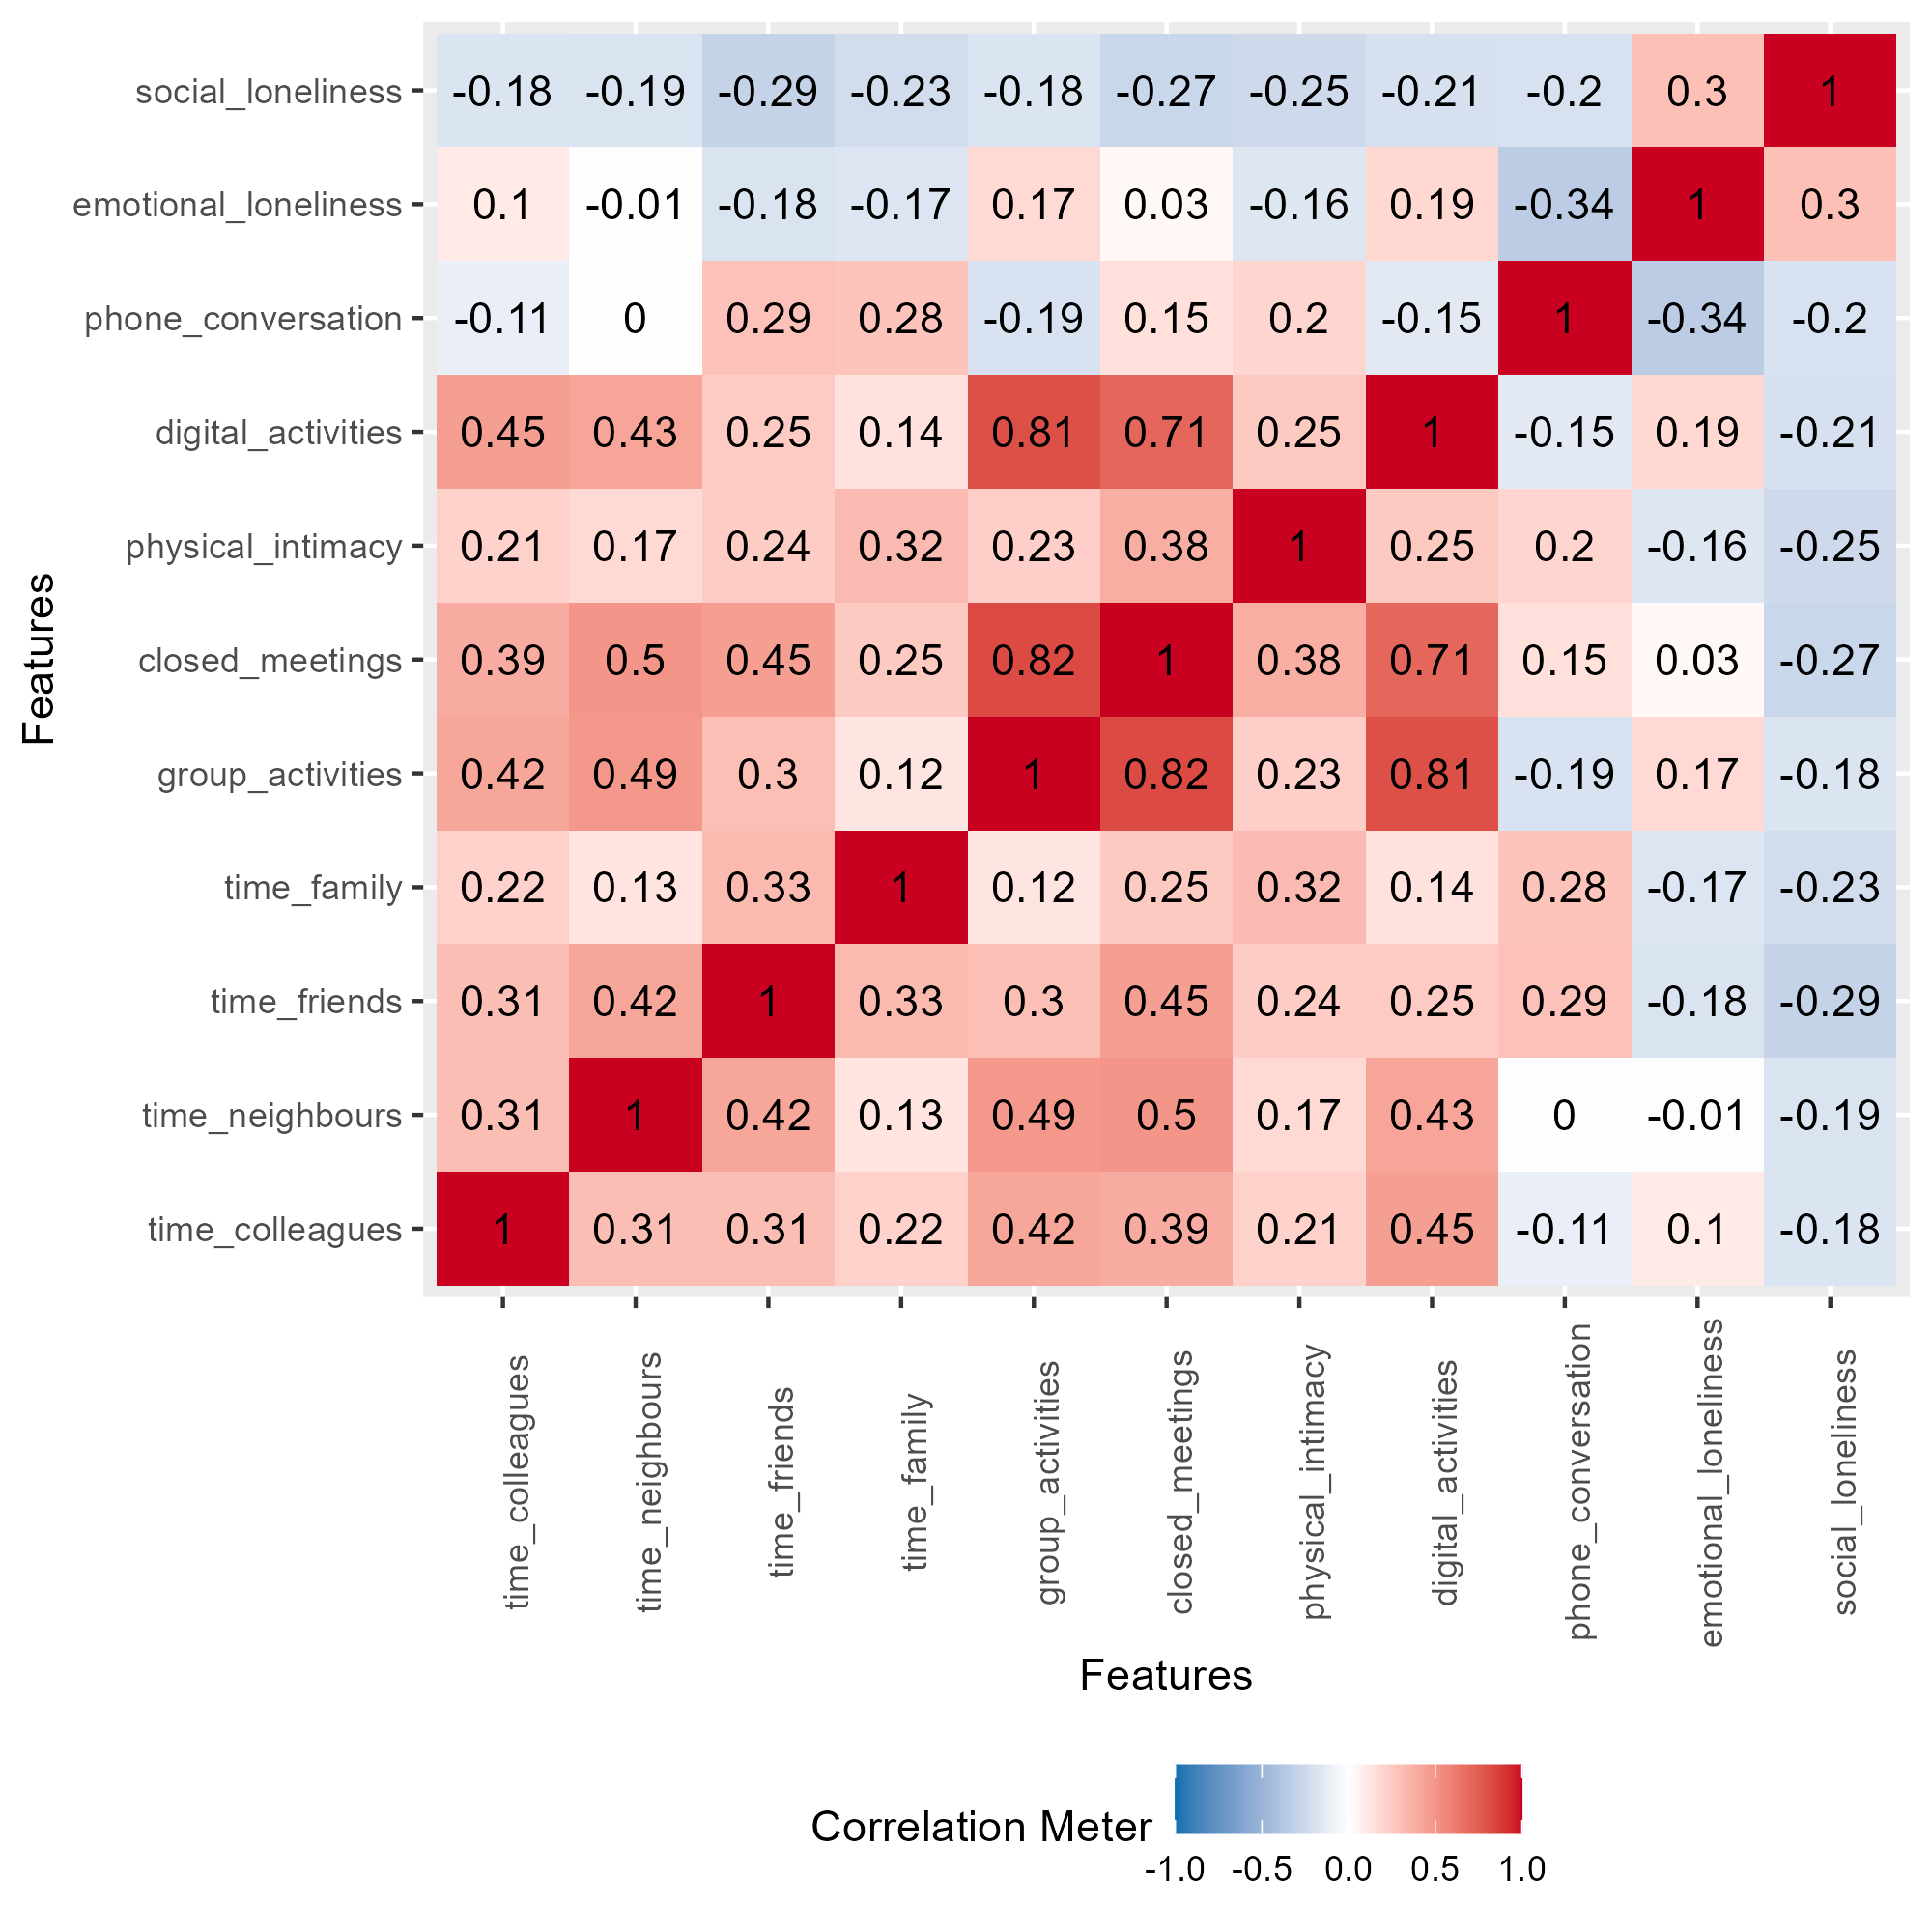 Features
social_loneliness -0.18 -0.19 -0.29 -0.23 -0.18 -0.27 -0.25 -0.21 -0.2 0.3 1
emotional_loneliness 0.1 -0.01 -0.18 -0.17 0.17 0.03 -0.16 0.19 -0.34 1 0.3
phone_conversation -0.11 0 0.29 0.28 -0.19 0.15 0.2 -0.15 1 -0.34 -0.2
digital_activities 0.45 0.43 0.25 0.14 0.81 0.71 0.25 1 -0.15 0.19 -0.21
physical_intimacy 0.21 0.17 0.24 0.32 0.23 0.38 1 0.25 0.2 -0.16 -0.25
closed_meetings 0.39 0.5 0.45 0.25 0.82 1 0.38 0.71 0.15 0.03 -0.27
group_activities 0.42 0.49 0.3 0.12 1 0.82 0.23 0.81 -0.19 0.17 -0.18
time_family 0.22 0.13 0.33 1 0.12 0.25 0.32 0.14 0.28 -0.17 -0.23
time_friends 0.31 0.42 1 0.33 0.3 0.45 0.24 0.25 0.29 -0.18 -0.29
time_neighbours 0.31 1 0.42 0.13 0.49 0.5 0.17 0.43 0 -0.01 -0.19
time_colleagues 1 0.31 0.31 0.22 0.42 0.39 0.21 0.45 -0.11 0.1 -0.18
time_colleagues
time_neighbours
time_friends
time_family
group_activities
closed_meetings
physical_intimacy
digital_activities
phone_conversation
emotional_loneliness
social_loneliness
Features
Correlation Meter
-1.0 -0.5 0.0 0.5 1.0